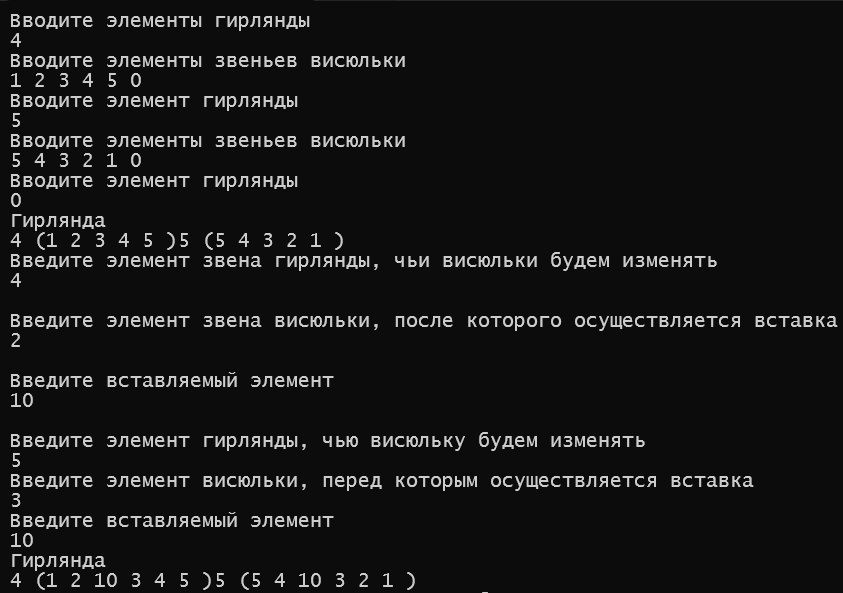 Вводите элементы гирлянды
4
Вводите элементы звеньев висюльки
1 2 3 4 5 0
Вводите элемент гирлянды
5
Вводите элементы звеньев висюльки
5 4 3 2 1 0
Вводите элемент гирлянды
0
Гирлянда
4 (1 2 3 4 5 )5 (5 4 3 2 1 )
Введите элемент звена гирлянды, чьи висюльки будем изменять
4
Введите элемент звена висюльки, после которого осуществляется вставка
2
Введите вставляемый элемент
10
Введите элемент гирлянды, чью висюльку будем изменять
5
Введите элемент висюльки, перед которым осуществляется вставка
3
Введите вставляемый элемент
10
Гирлянда
4 (1 2 10 3 4 5 )5 (5 4 10 3 2 1 )